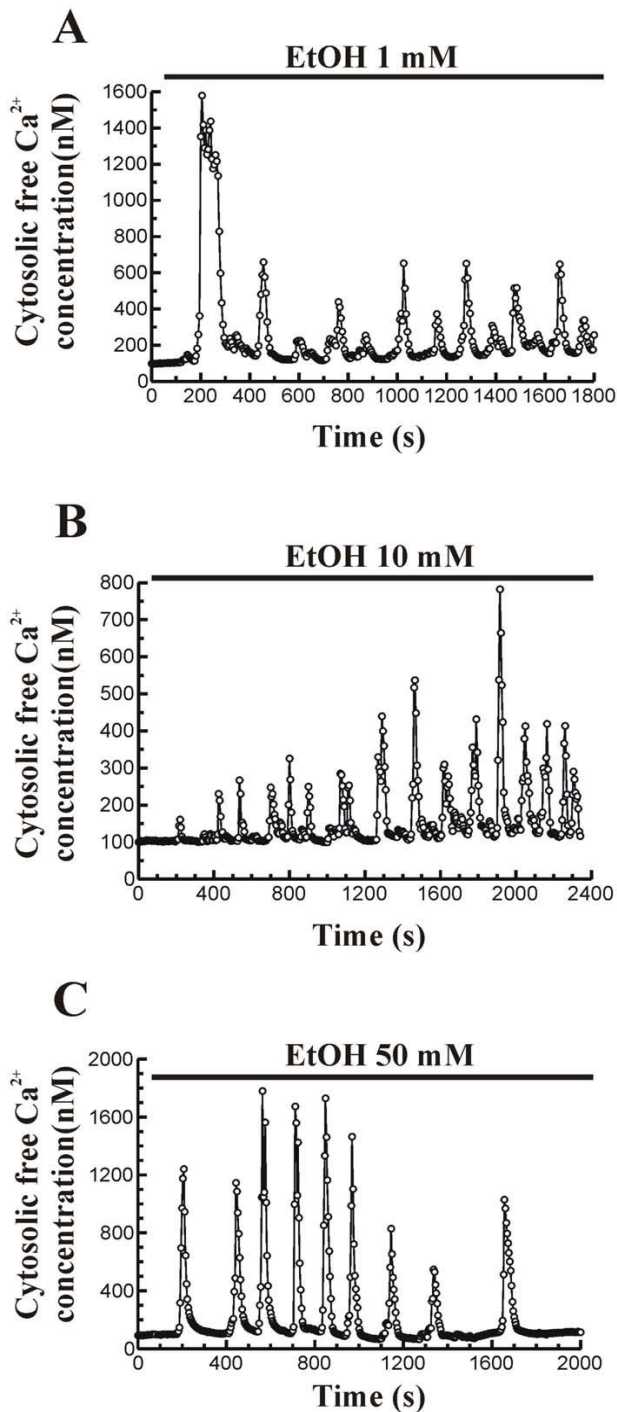 A
EtOH 1 mM
Cytosolic free Ca²⁺
concentration(nM)
1600
1400
1200
1000
800
600
400
200
0
0 200 400 600 800 1000 1200 1400 1600 1800
Time (s)
B
EtOH 10 mM
Cytosolic free Ca²⁺
concentration(nM)
800
700
600
500
400
300
200
100
0
0 400 800 1200 1600 2000 2400
Time (s)
C
EtOH 50 mM
Cytosolic free Ca²⁺
concentration(nM)
2000
1600
1200
800
400
0
0 400 800 1200 1600 2000
Time (s)